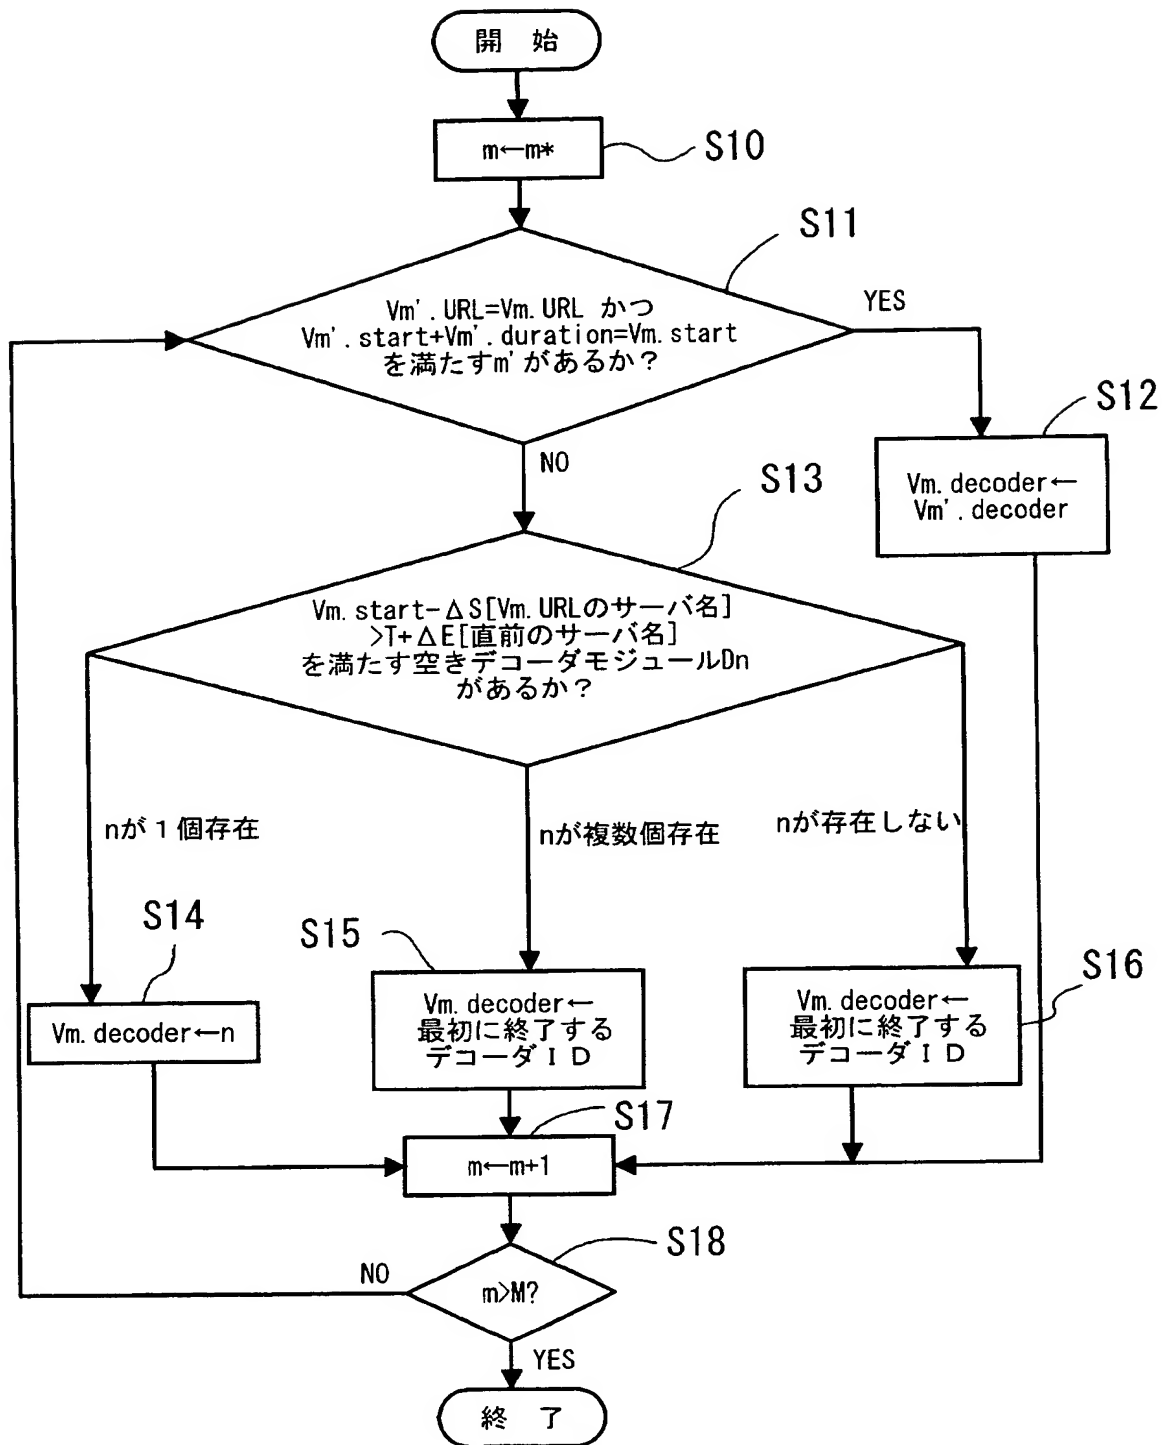 開 始
m←m*
S10
S11
Vm'.URL=Vm.URL かつ
Vm'.start+Vm'.duration=Vm.start
を満たすm'があるか？
YES
S12
Vm.decoder←
Vm'.decoder
NO
S13
Vm.start-ΔS[Vm.URLのサーバ名]
>T+ΔE[直前のサーバ名]
を満たす空きデコーダモジュールDn
があるか？
nが１個存在
nが複数個存在
nが存在しない
S14
Vm.decoder←n
S15
Vm.decoder←
最初に終了する
デコーダＩＤ
S16
Vm.decoder←
最初に終了する
デコーダＩＤ
S17
m←m+1
S18
m>M?
NO
YES
終 了